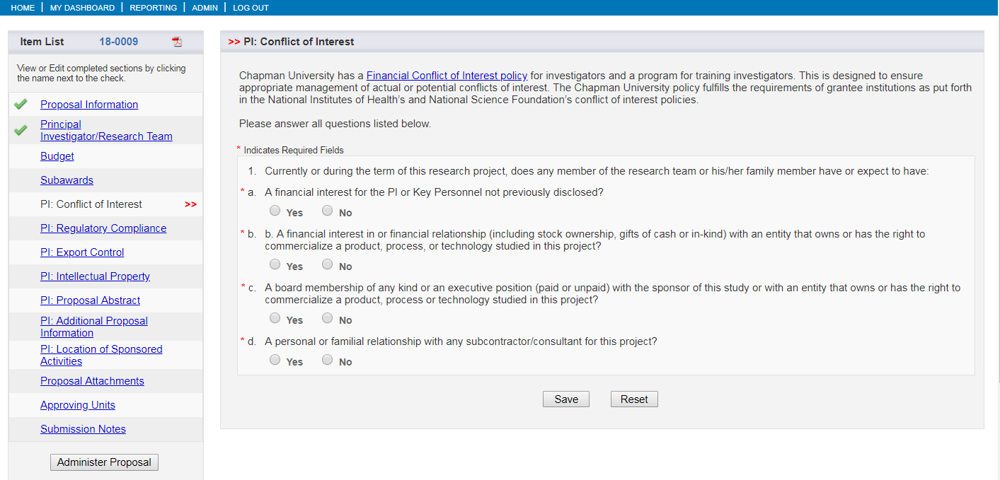 HOME | MY DASHBOARD | REPORTING | ADMIN | LOG OUT
Item List 18-0009
View or Edit completed sections by clicking
the name next to the check.
Proposal Information
Principal
Investigator/Research Team
Budget
Subawards
PI: Conflict of Interest >>
PI: Regulatory Compliance
PI: Export Control
PI: Intellectual Property
PI: Proposal Abstract
PI: Additional Proposal
Information
PI: Location of Sponsored
Activities
Proposal Attachments
Approving Units
Submission Notes
Administer Proposal
>> PI: Conflict of Interest
Chapman University has a Financial Conflict of Interest policy for investigators and a program for training investigators. This is designed to ensure
appropriate management of actual or potential conflicts of interest. The Chapman University policy fulfills the requirements of grantee institutions as put forth
in the National Institutes of Health's and National Science Foundation's conflict of interest policies.
Please answer all questions listed below.
* Indicates Required Fields
1. Currently or during the term of this research project, does any member of the research team or his/her family member have or expect to have:
* a. A financial interest for the PI or Key Personnel not previously disclosed?
Yes No
* b. b. A financial interest in or financial relationship (including stock ownership, gifts of cash or in-kind) with an entity that owns or has the right to
commercialize a product, process, or technology studied in this project?
Yes No
* c. A board membership of any kind or an executive position (paid or unpaid) with the sponsor of this study or with an entity that owns or has the right to
commercialize a product, process or technology studied in this project?
Yes No
* d. A personal or familial relationship with any subcontractor/consultant for this project?
Yes No
Save Reset